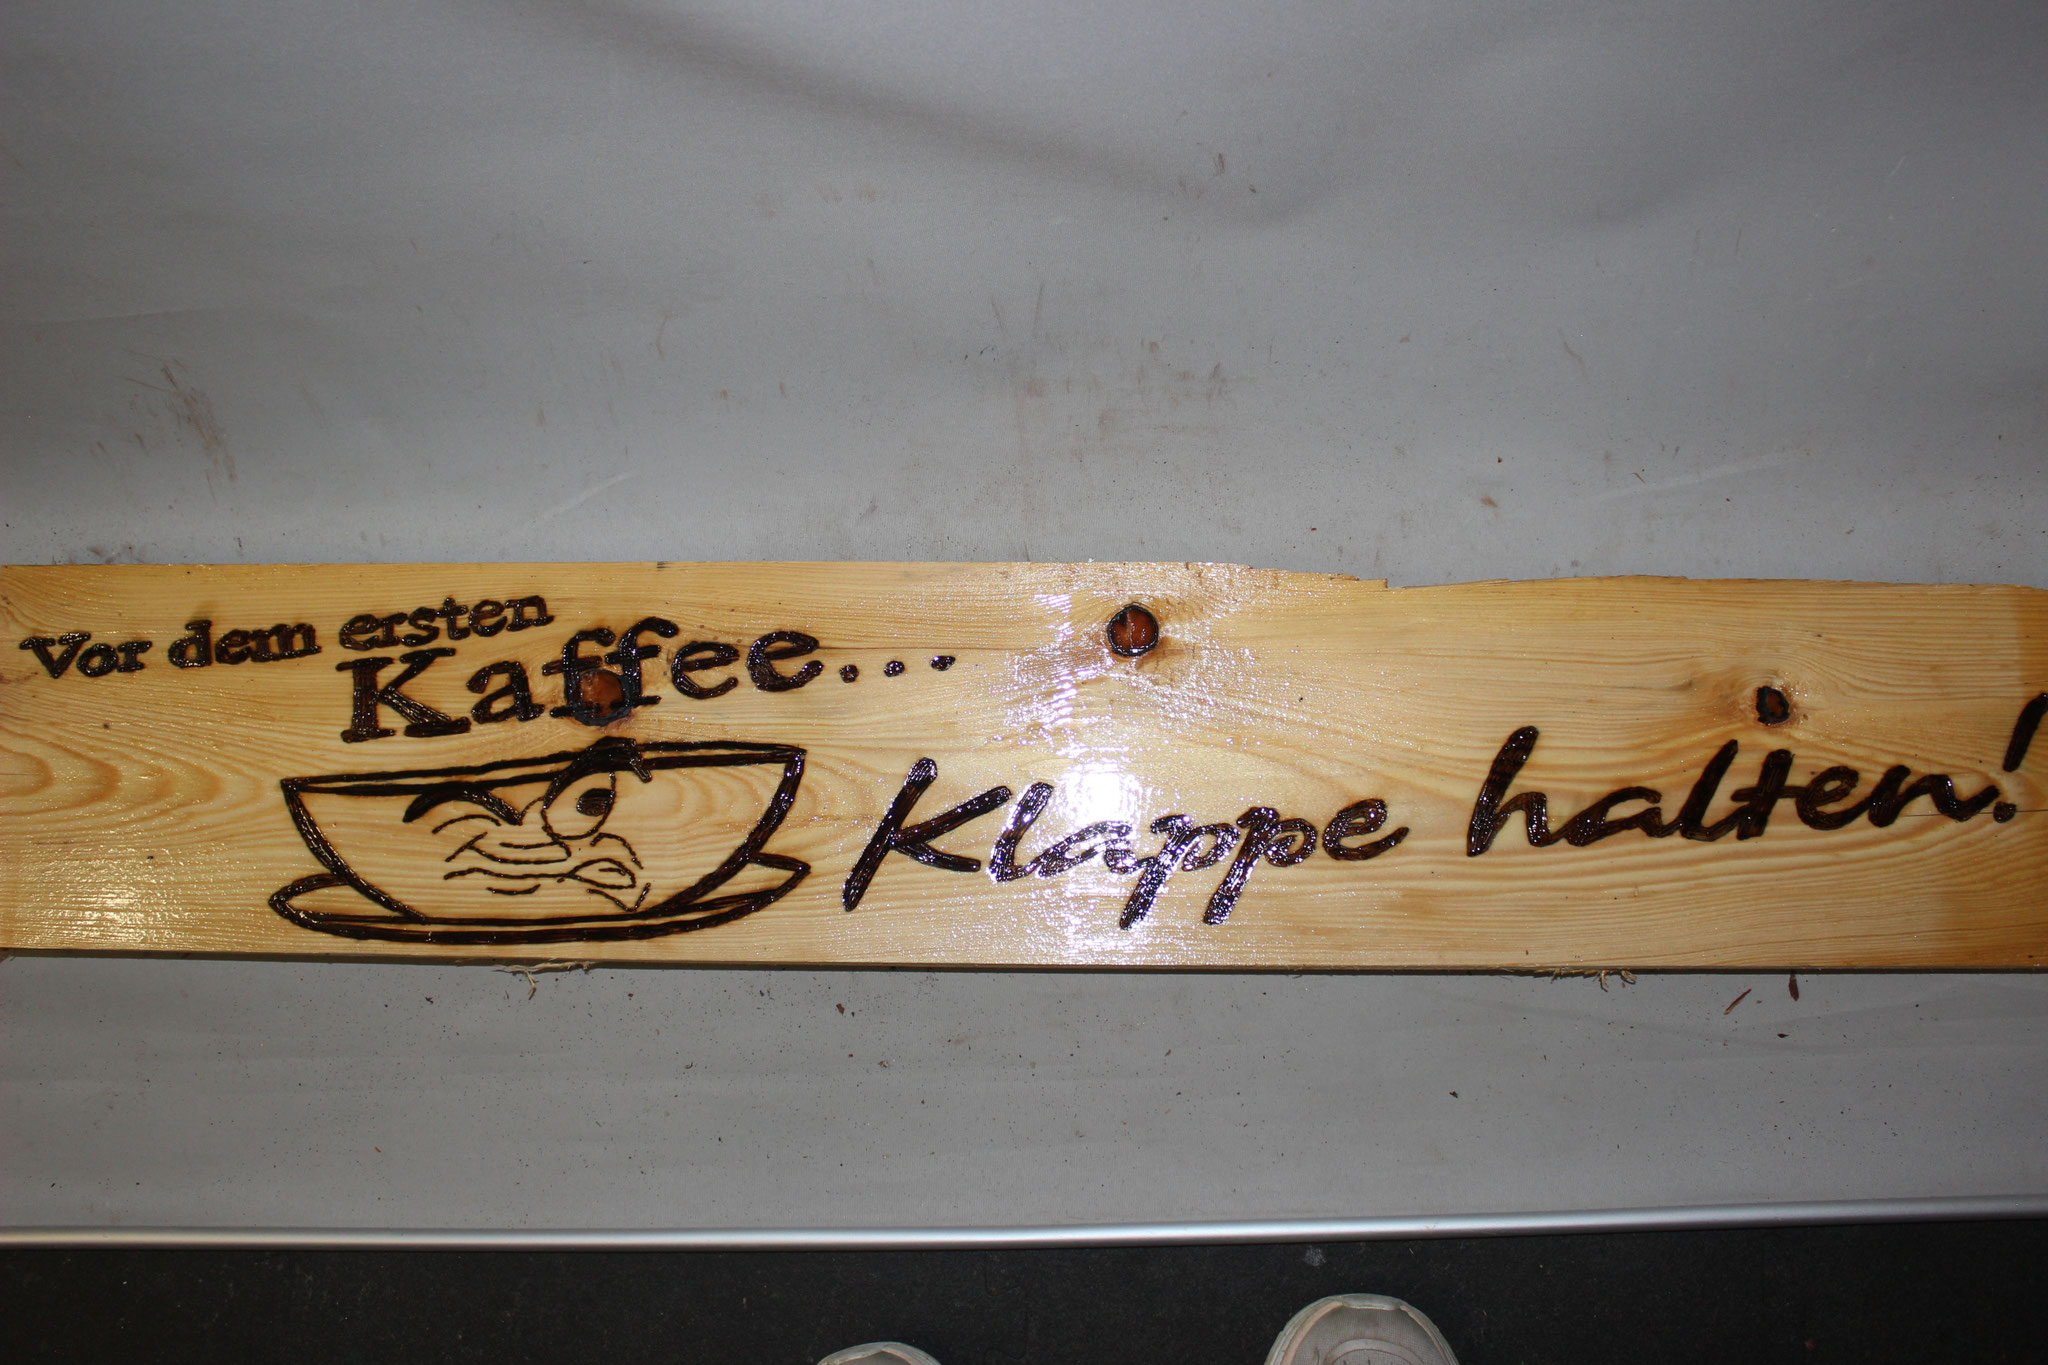 Vor dem ersten
Kaffee...
Klappe halten!